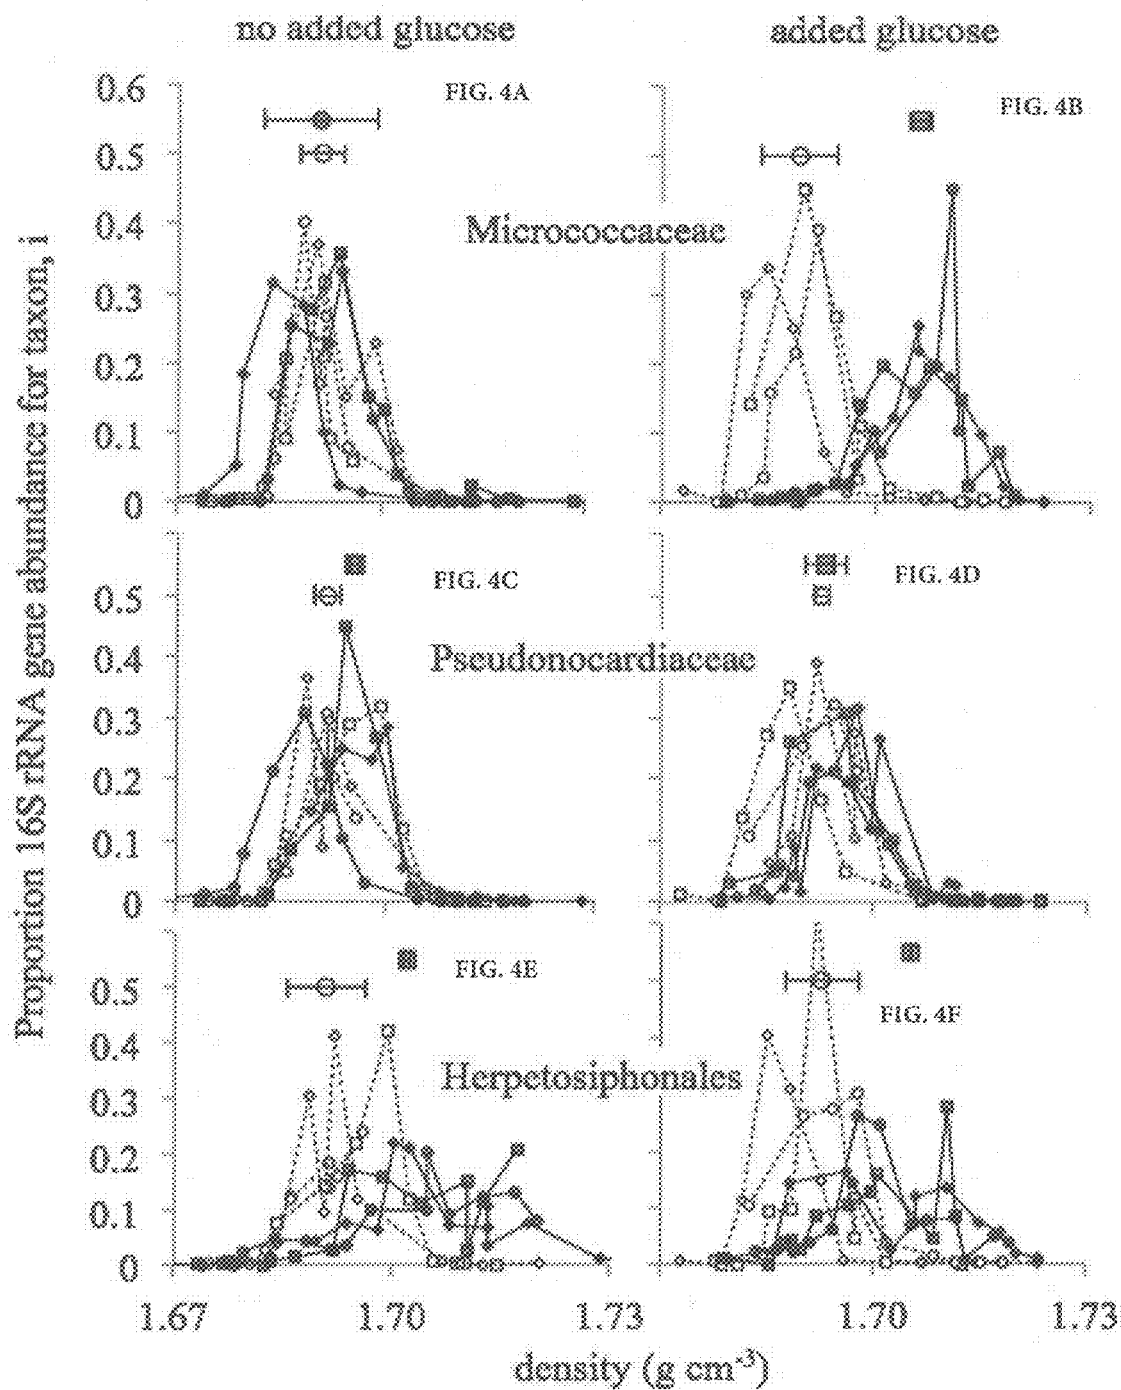 no added glucose
added glucose
Proportion 16S rRNA gene abundance for taxon, i
0.6
0.5
0.4
0.3
0.2
0.1
0
FIG. 4A
FIG. 4B
Micrococcaceae
0.5
0.4
0.3
0.2
0.1
0
FIG. 4C
FIG. 4D
Pseudonocardiaceae
0.5
0.4
0.3
0.2
0.1
0
FIG. 4E
FIG. 4F
Herpetosiphonales
1.67
1.70
1.73
1.70
1.73
density (g cm⁻³)